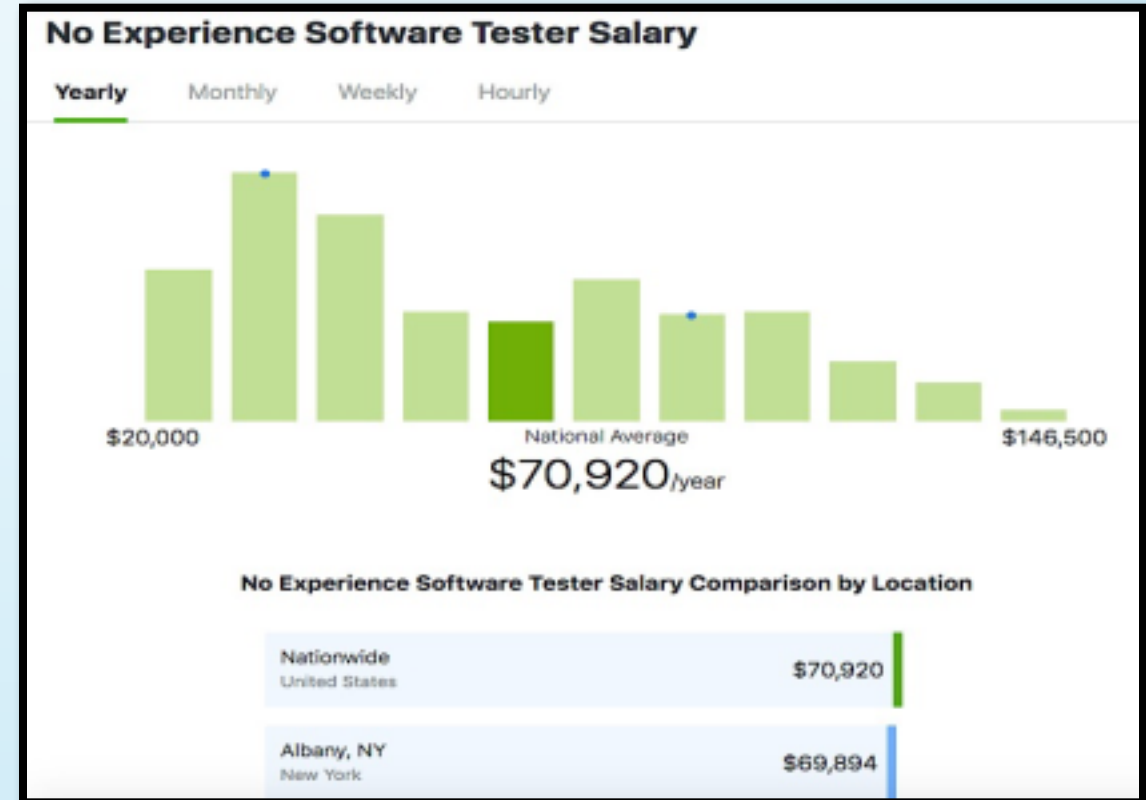 No Experience Software Tester Salary
Yearly Monthly Weekly Hourly
$20,000 $146,500
National Average
$70,920/year
No Experience Software Tester Salary Comparison by Location
Nationwide $70,920
United States
Albany, NY $69,894
New York